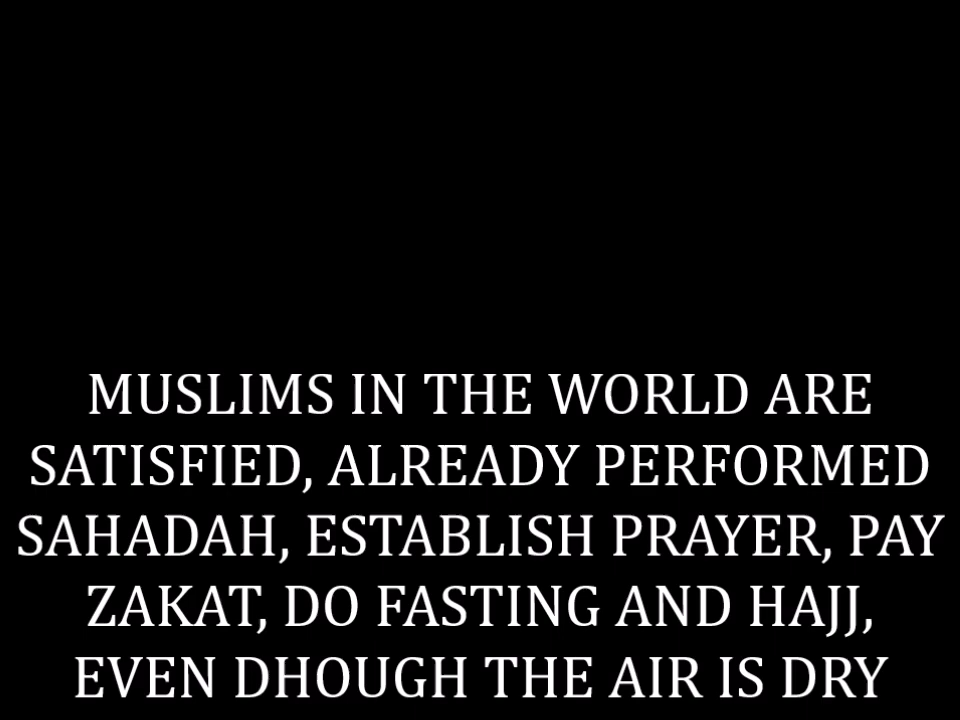 MUSLIMS IN THE WORLD ARE
SATISFIED, ALREADY PERFORMED
SAHADAH, ESTABLISH PRAYER, PAY
ZAKAT, DO FASTING AND HAJJ,
EVEN DHOUGH THE AIR IS DRY